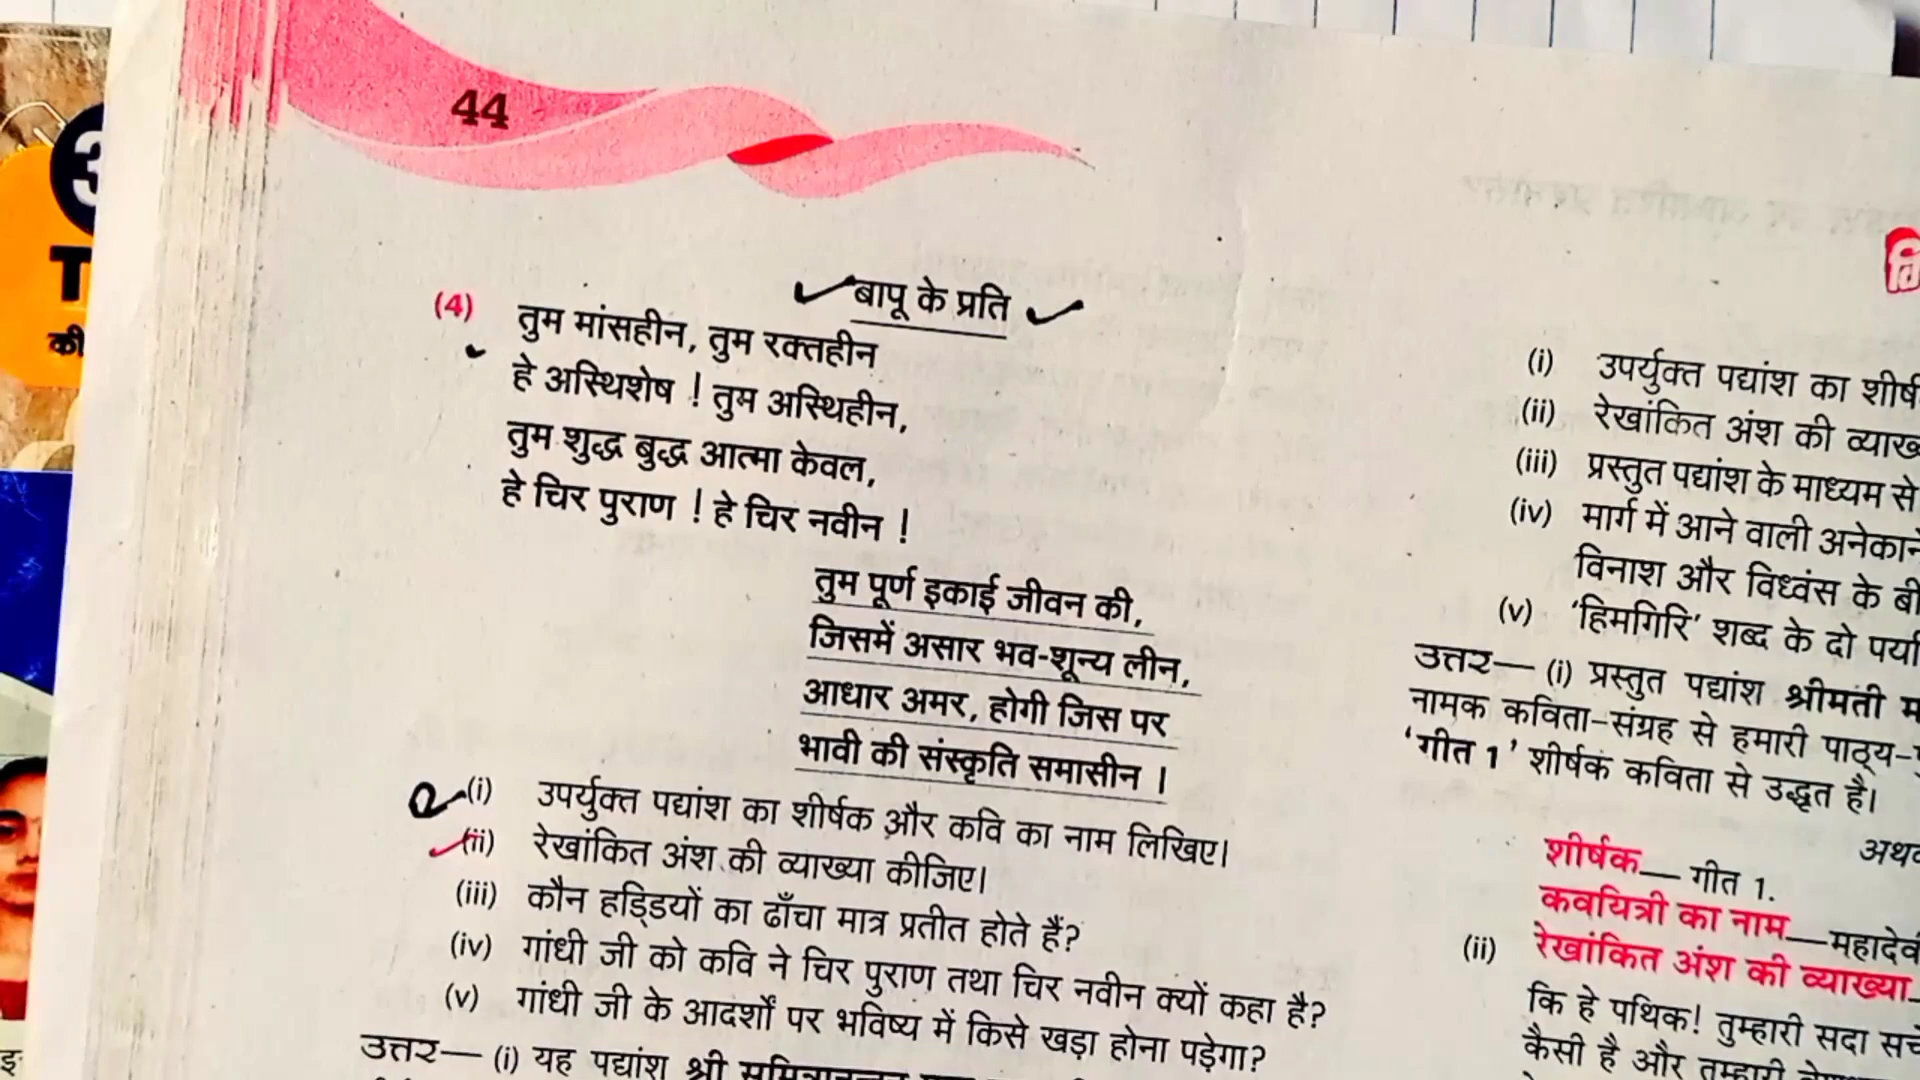 44
बापू के प्रति
(4) तुम मांसहीन, तुम रक्तहीन
हे अस्थिशेष ! तुम अस्थिहीन,
तुम शुद्ध बुद्ध आत्मा केवल,
हे चिर पुराण ! हे चिर नवीन !
तुम पूर्ण इकाई जीवन की,
जिसमें असार भव-शून्य लीन,
आधार अमर, होगी जिस पर
भावी की संस्कृति समासीन ।
(i) उपर्युक्त पद्यांश का शीर्षक और कवि का नाम लिखिए।
(ii) रेखांकित अंश की व्याख्या कीजिए।
(iii) कौन हड्डियों का ढाँचा मात्र प्रतीत होते हैं?
(iv) गांधी जी को कवि ने चिर पुराण तथा चिर नवीन क्यों कहा है?
(v) गांधी जी के आदर्शों पर भविष्य में किसे खड़ा होना पड़ेगा?
उत्तर— (i) यह पद्यांश श्री
(i) उपर्युक्त पद्यांश का
(ii) रेखांकित अंश की
(iii) प्रस्तुत पद्यांश के माध्यम से
(iv) मार्ग में आने वाली
विनाश और विध्वंस के
(v) 'हिमगिरि' शब्द के दो
उत्तर— (i) प्रस्तुत पद्यांश श्रीमती
नामक कविता-संग्रह से हमारी
'गीत 1' शीर्षक कविता से उद्धृत है।
शीर्षक— गीत 1.
कवयित्री का नाम—
(ii) रेखांकित अंश की व्याख्या—
कि हे पथिक! तुम्हारी सदा
कैसी है और तुम्हारी
की